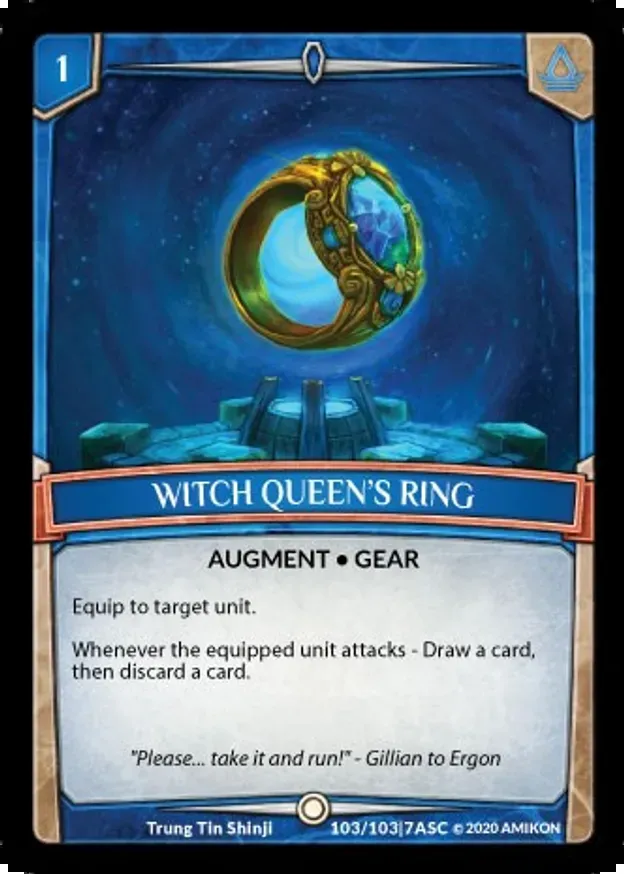 1
WITCH QUEEN'S RING
AUGMENT • GEAR
Equip to target unit.
Whenever the equipped unit attacks - Draw a card,
then discard a card.
"Please... take it and run!" - Gillian to Ergon
Trung Tin Shinji 103/103|7ASC © 2020 AMIKON